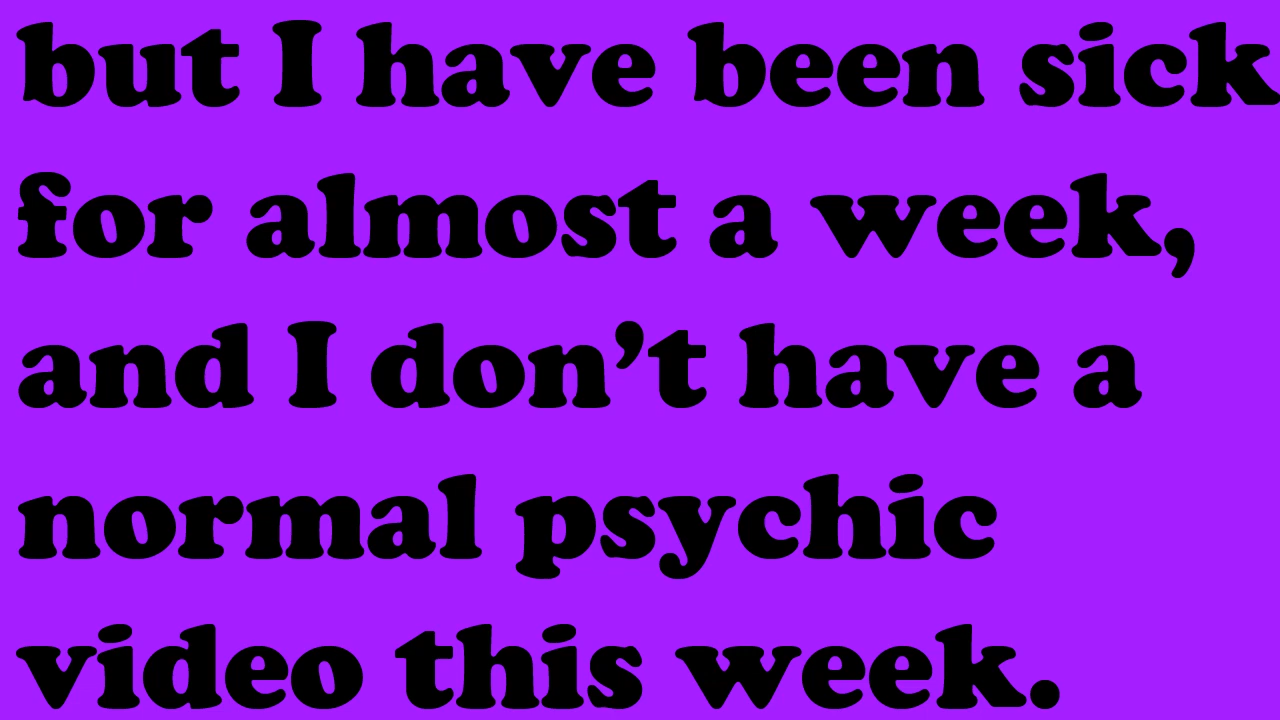 but I have been sick
for almost a week,
and I don’t have a
normal psychic
video this week.